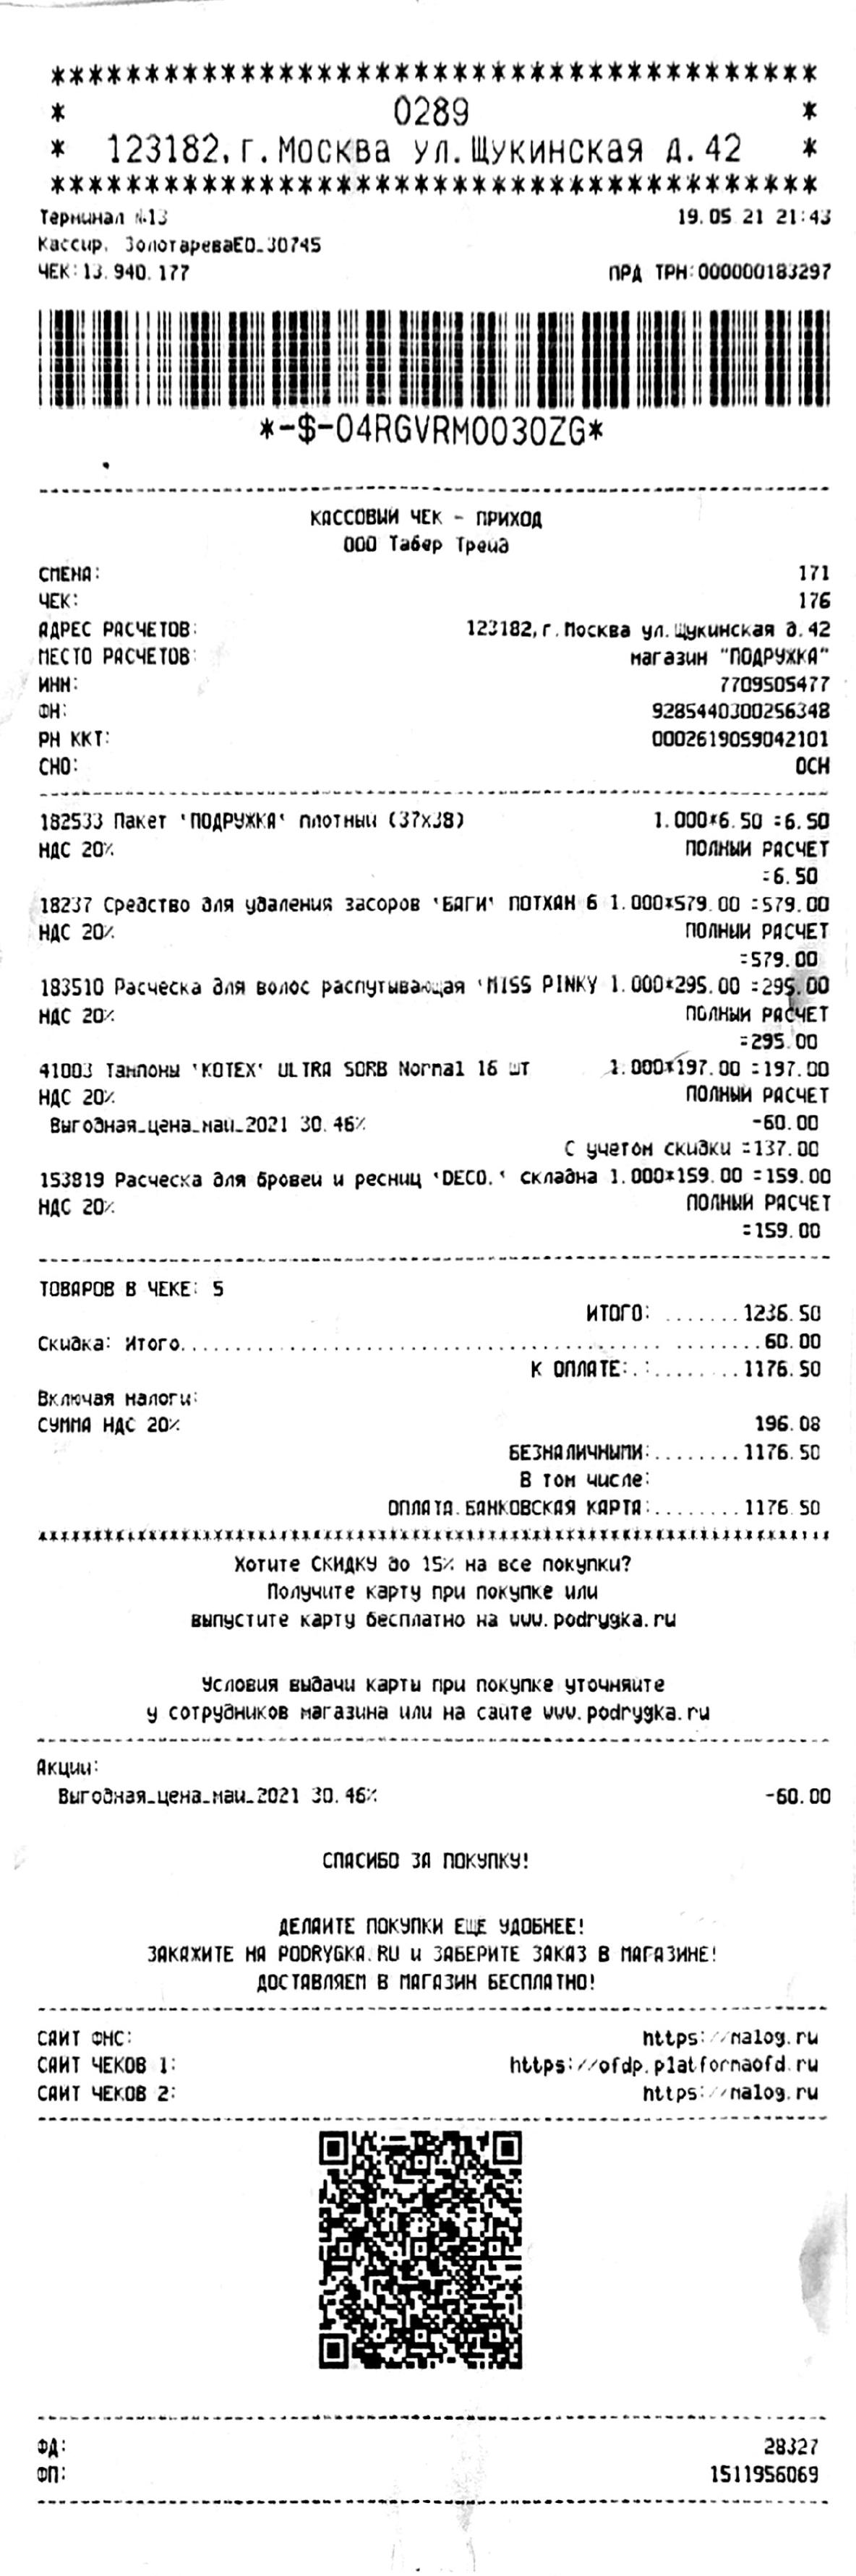 ****************************************
* 0289 *
* 123182, г. Москва ул. Щукинская д. 42 *
****************************************
Терминал №13 19.05.21 21:43
Кассир. ЗолотареваЕО_30745
ЧЕК:13.940.177 ПРД ТРН:000000183297
*-$-04RGVRM0030ZG*
КАССОВЫЙ ЧЕК - ПРИХОД
ООО Табер Трейд
СМЕНА: 171
ЧЕК: 176
АДРЕС РАСЧЕТОВ: 123182, г. Москва ул. Щукинская д. 42
МЕСТО РАСЧЕТОВ: магазин "ПОДРУЖКА"
ИНН: 7709505477
ФН: 9285440300256348
РН ККТ: 0002619059042101
СНО: ОСН
182533 Пакет 'ПОДРУЖКА' плотный (37х38) 1.000*6.50 =6.50
НДС 20% ПОЛНЫЙ РАСЧЕТ
=6.50
18237 Средство для удаления засоров 'БАГИ' ПОТХАН 6 1.000*579.00 =579.00
НДС 20% ПОЛНЫЙ РАСЧЕТ
=579.00
183510 Расческа для волос распутывающая 'MISS PINKY 1.000*295.00 =295.00
НДС 20% ПОЛНЫЙ РАСЧЕТ
=295.00
41003 Тампоны 'КОТЕХ' ULTRA SORB Normal 16 шт 1.000*197.00 =197.00
НДС 20% ПОЛНЫЙ РАСЧЕТ
Выгодная_цена_май_2021 30.46% -60.00
С учетом скидки =137.00
153819 Расческа для бровей и ресниц 'DECO.' складна 1.000*159.00 =159.00
НДС 20% ПОЛНЫЙ РАСЧЕТ
=159.00
ТОВАРОВ В ЧЕКЕ: 5
ИТОГО: .......1236.50
Скидка: Итого........................................60.00
К ОПЛАТЕ:.:........1176.50
Включая налоги:
СУММА НДС 20% 196.08
БЕЗНАЛИЧНЫМИ:........1176.50
В том числе:
ОПЛАТА.БАНКОВСКАЯ КАРТА:........1176.50
Хотите СКИДКУ до 15% на все покупки?
Получите карту при покупке или
выпустите карту бесплатно на www.podrygka.ru
Условия выдачи карты при покупке уточняйте
у сотрудников магазина или на сайте www.podrygka.ru
Акции:
Выгодная_цена_май_2021 30.46% -60.00
СПАСИБО ЗА ПОКУПКУ!
ДЕЛАЙТЕ ПОКУПКИ ЕЩЕ УДОБНЕЕ!
ЗАКАЖИТЕ НА PODRYGKA.RU и ЗАБЕРИТЕ ЗАКАЗ В МАГАЗИНЕ!
ДОСТАВЛЯЕМ В МАГАЗИН БЕСПЛАТНО!
САЙТ ФНС: https://nalog.ru
САЙТ ЧЕКОВ 1: https://ofdp.platformaofd.ru
САЙТ ЧЕКОВ 2: https://nalog.ru
ФД: 28327
ФП: 1511956069